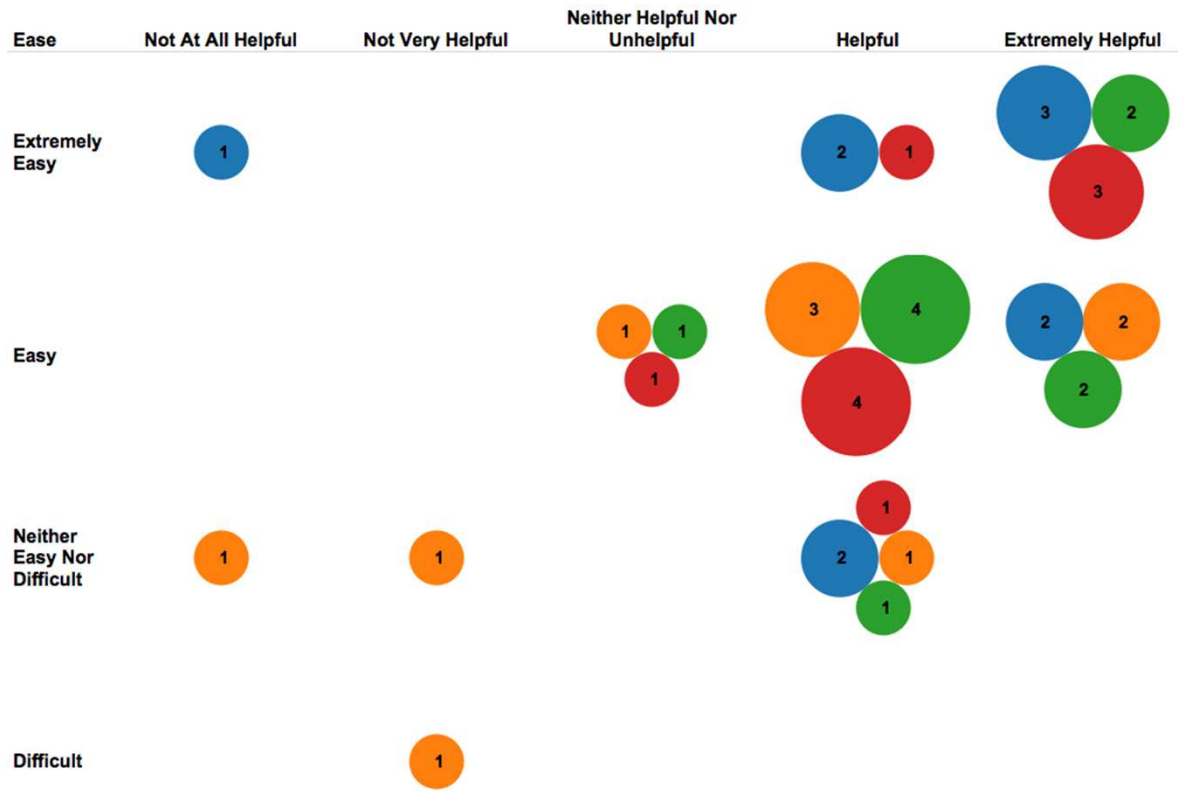 Ease Not At All Helpful Not Very Helpful Neither Helpful Nor Unhelpful Helpful Extremely Helpful
Extremely
Easy
1
2 1
3 2
3
Easy
1 1
1
3 4
4
2 2
2
Neither
Easy Nor
Difficult
1
1
1
2 1
1
Difficult
1